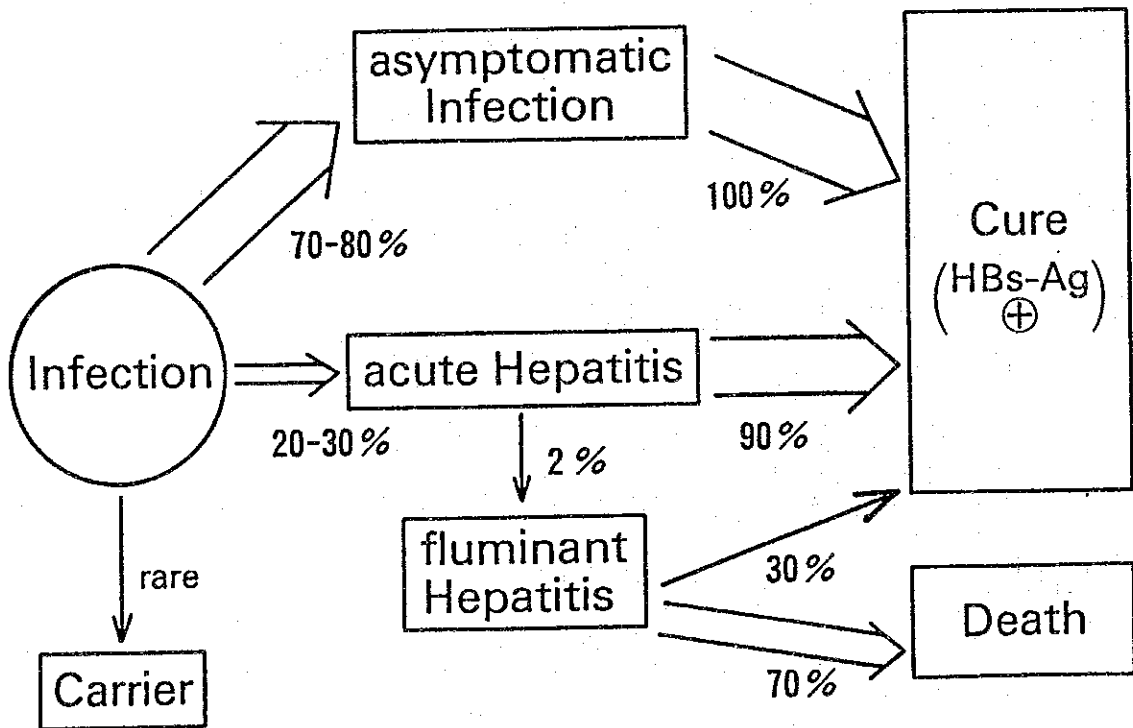 asymptomatic
Infection
100%
70-80%
Cure
(HBs-Ag)
⊕
Infection
acute Hepatitis
20-30%
90%
2 %
fluminant
Hepatitis
30%
rare
Death
70%
Carrier